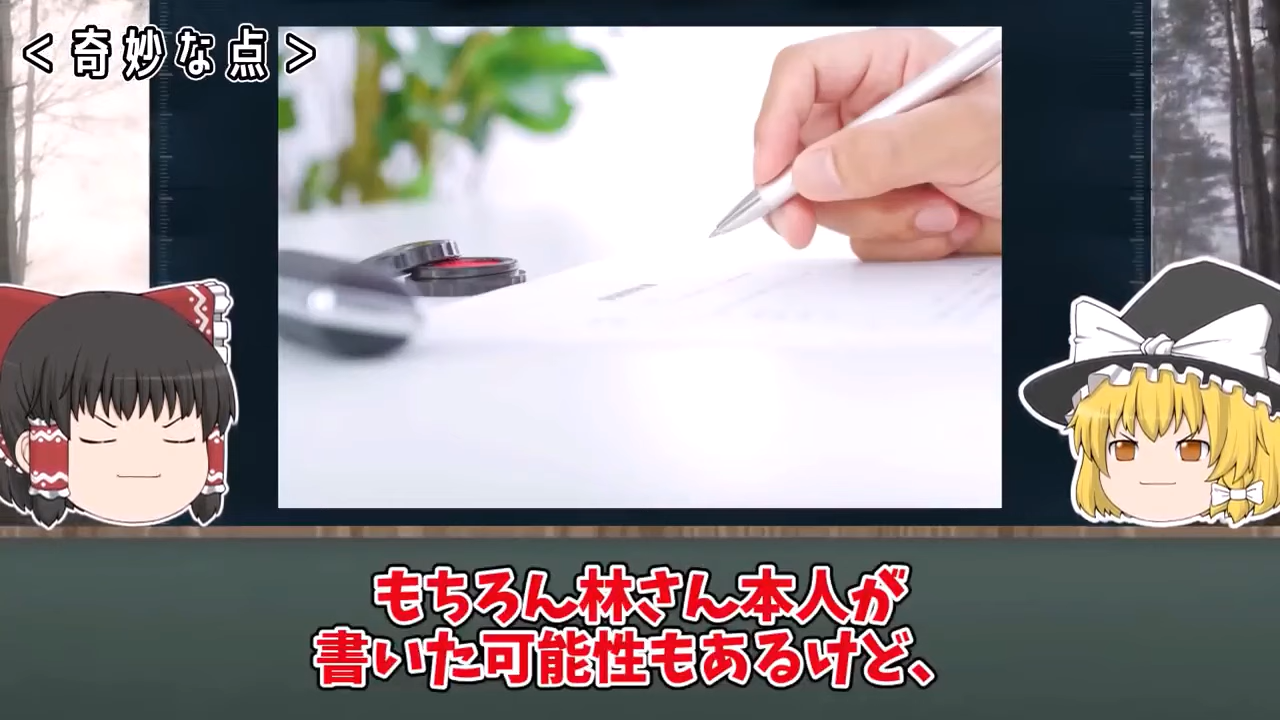 ＜奇妙な点＞
もちろん林さん本人が
書いた可能性もあるけど、